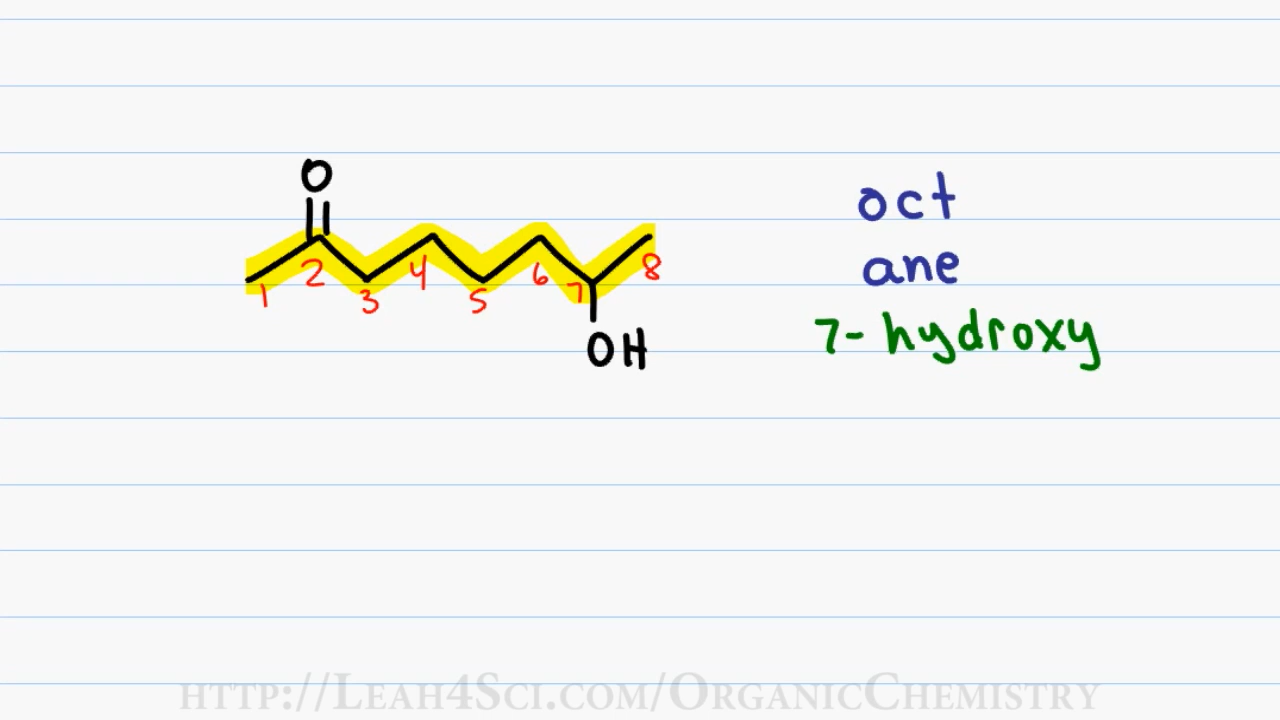 O
1 2 3 4 5 6 7 8
OH
oct
ane
7- hydroxy
http://Leah4Sci.com/OrganicChemistry